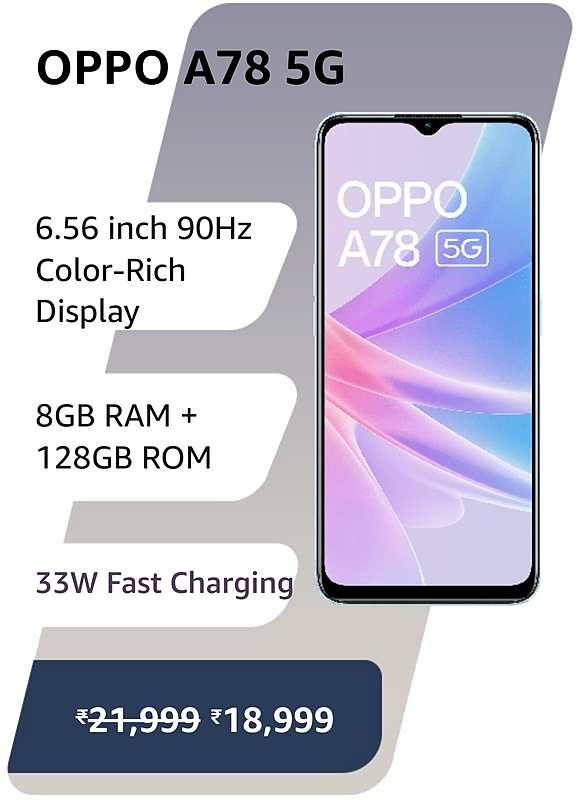 OPPO A78 5G
OPPO
A78 5G
6.56 inch 90Hz
Color-Rich
Display
8GB RAM +
128GB ROM
33W Fast Charging
₹21,999 ₹18,999